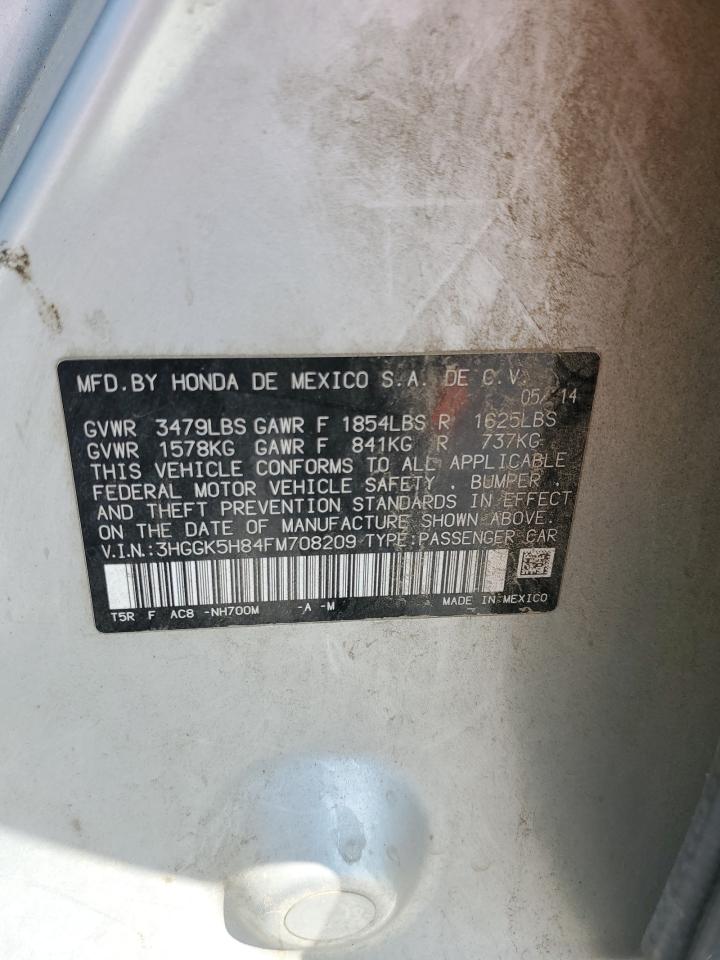 MFD.BY HONDA DE MEXICO S.A. DE C.V.
05/14
GVWR 3479LBS GAWR F 1854LBS R 1625LBS
GVWR 1578KG GAWR F 841KG R 737KG
THIS VEHICLE CONFORMS TO ALL APPLICABLE
FEDERAL MOTOR VEHICLE SAFETY . BUMPER .
AND THEFT PREVENTION STANDARDS IN EFFECT
ON THE DATE OF MANUFACTURE SHOWN ABOVE.
V.I.N.:3HGGK5H84FM708209 TYPE:PASSENGER CAR
T5R F AC8 -NH700M -A -M MADE IN MEXICO